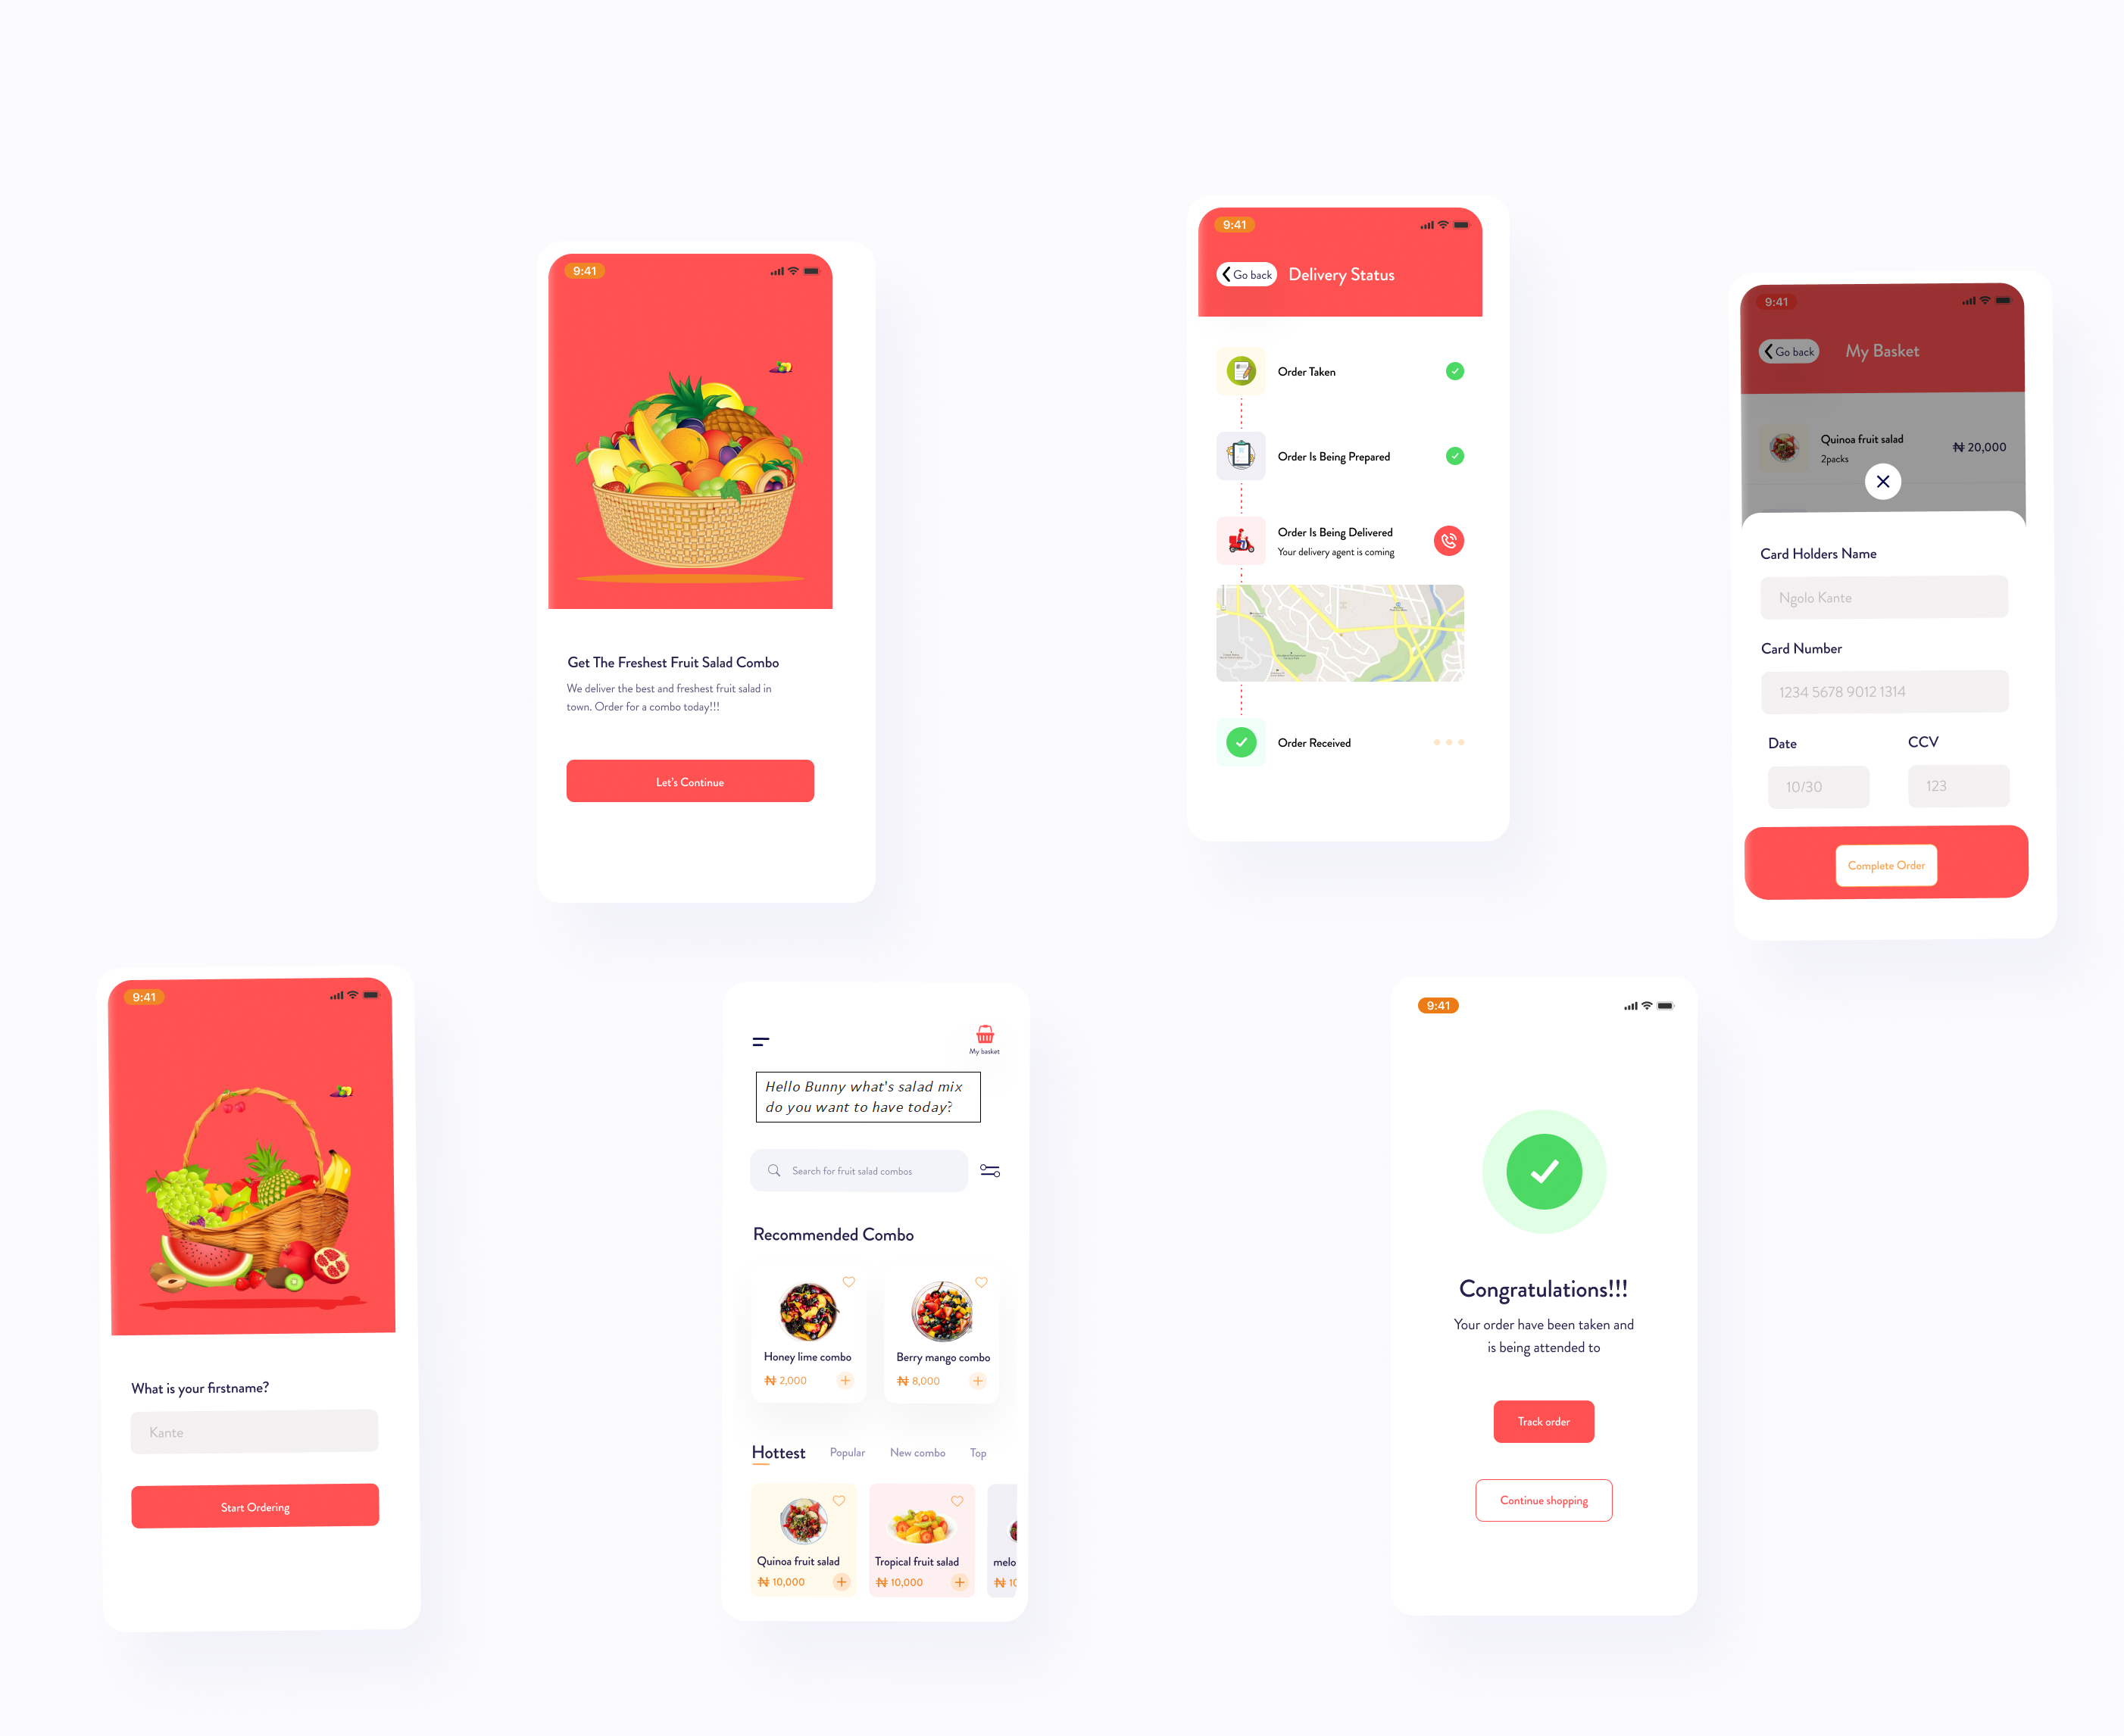 9:41
Get The Freshest Fruit Salad Combo
We deliver the best and freshest fruit salad in
town. Order for a combo today!!!
Let's Continue
9:41
Go back Delivery Status
Order Taken
Order Is Being Prepared
Order Is Being Delivered
Your delivery agent is coming
Order Received
9:41
Go back My Basket
Quinoa fruit salad
2packs
₦ 20,000
Card Holders Name
Ngolo Kante
Card Number
1234 5678 9012 1314
Date CCV
10/30 123
Complete Order
9:41
What is your firstname?
Kante
Start Ordering
My basket
Hello Bunny what's salad mix
do you want to have today?
Search for fruit salad combos
Recommended Combo
Honey lime combo
₦ 2,000
Berry mango combo
₦ 8,000
Hottest Popular New combo Top
Quinoa fruit salad
₦ 10,000
Tropical fruit salad
₦ 10,000
melo
₦ 10
9:41
Congratulations!!!
Your order have been taken and
is being attended to
Track order
Continue shopping